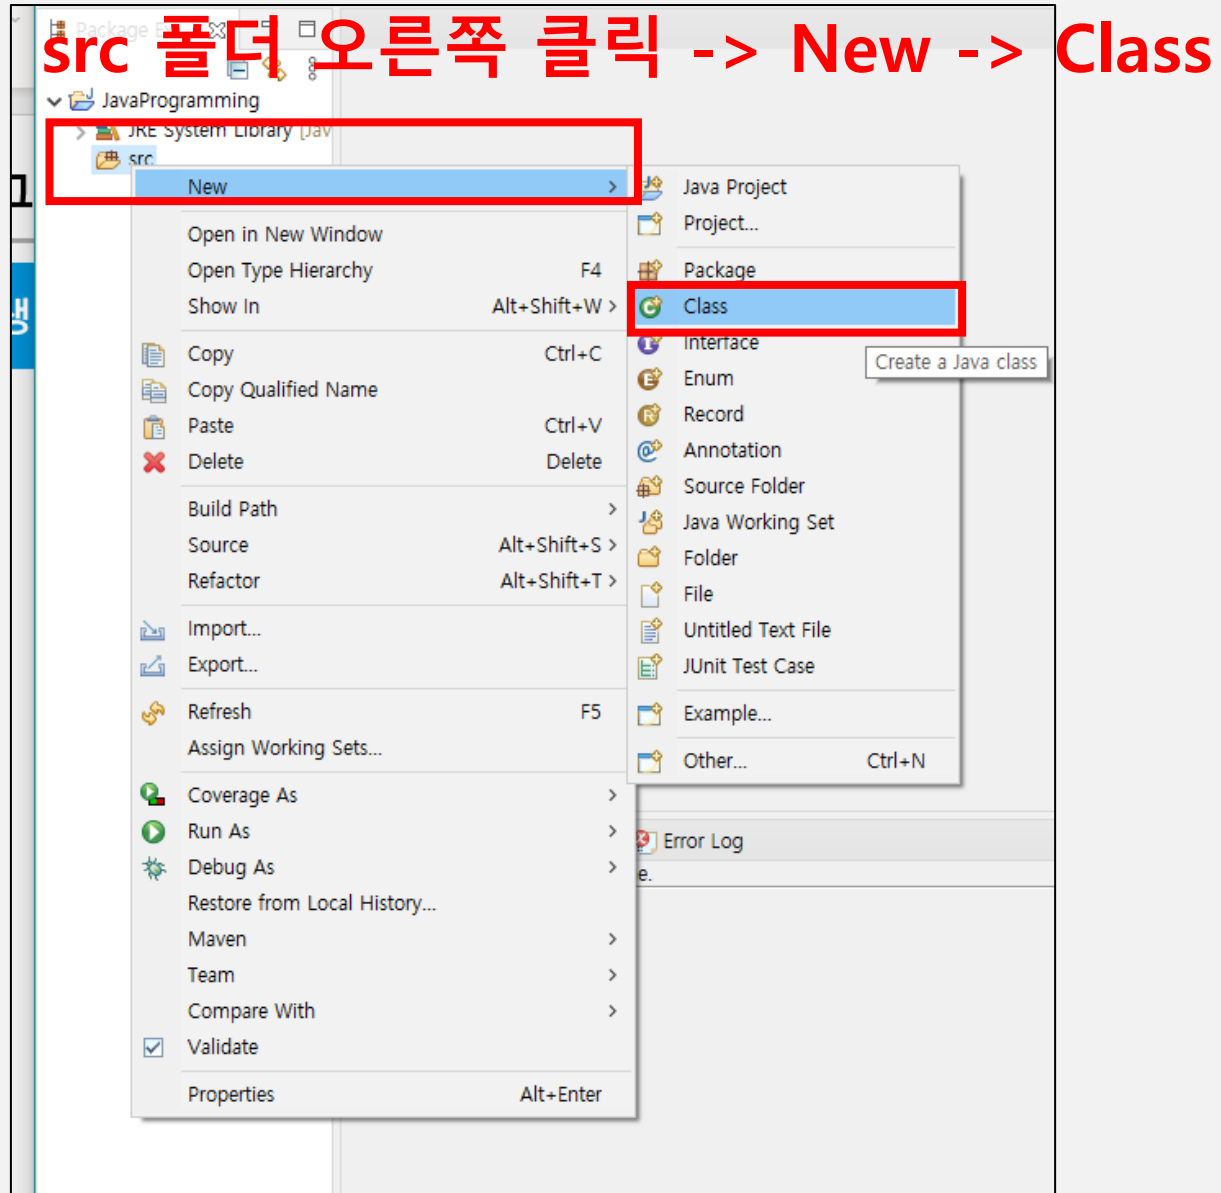 src 폴더 오른쪽 클릭 -> New -> Class
JavaProgramming
JRE System Library [Jav
src
New
Open in New Window
Open Type Hierarchy F4
Show In Alt+Shift+W >
Copy Ctrl+C
Copy Qualified Name
Paste Ctrl+V
Delete Delete
Build Path >
Source Alt+Shift+S >
Refactor Alt+Shift+T >
Import...
Export...
Refresh F5
Assign Working Sets...
Coverage As >
Run As >
Debug As >
Restore from Local History...
Maven >
Team >
Compare With >
Validate
Properties Alt+Enter
Java Project
Project...
Package
Class
Interface
Create a Java class
Enum
Record
Annotation
Source Folder
Java Working Set
Folder
File
Untitled Text File
JUnit Test Case
Example...
Other... Ctrl+N
Error Log
e.